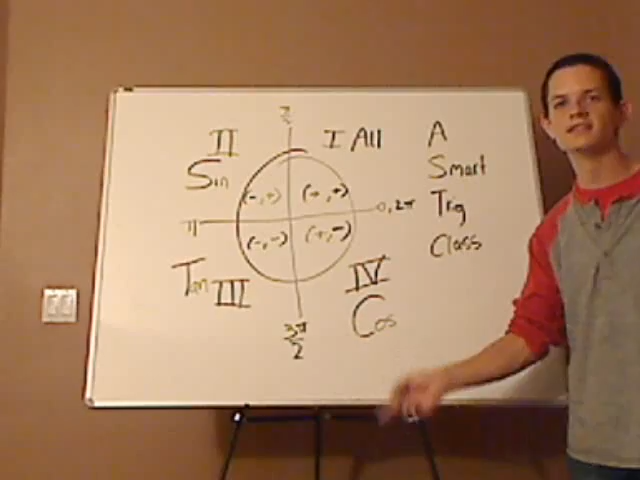 π/2
II
I All
Sin
(-,+)
(+,+)
π
0, 2π
(-,-)
(+,-)
Tan III
IV
Cos
3π/2
A
Smart
Trig
Class